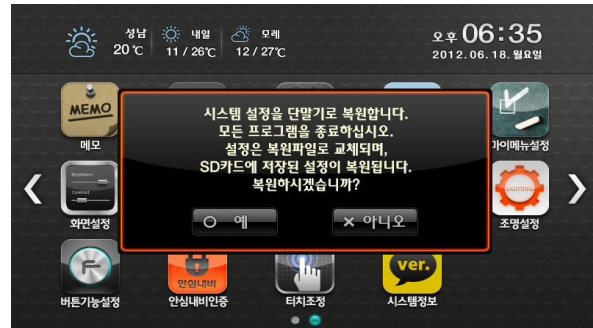 성남 내일 모레
20℃ 11 / 26℃ 12 / 27℃
오후 06:35
2012. 06. 18. 월요일
MEMO
메모
마이메뉴설정
시스템 설정을 단말기로 복원합니다.
모든 프로그램을 종료하십시오.
설정은 복원파일로 교체되며,
SD카드에 저장된 설정이 복원됩니다.
복원하시겠습니까?
예 아니오
Brightness
Contrast
화면설정
LIGHTING
조명설정
안심내비
ver.
버튼기능설정 안심내비인증 터치조정 시스템정보